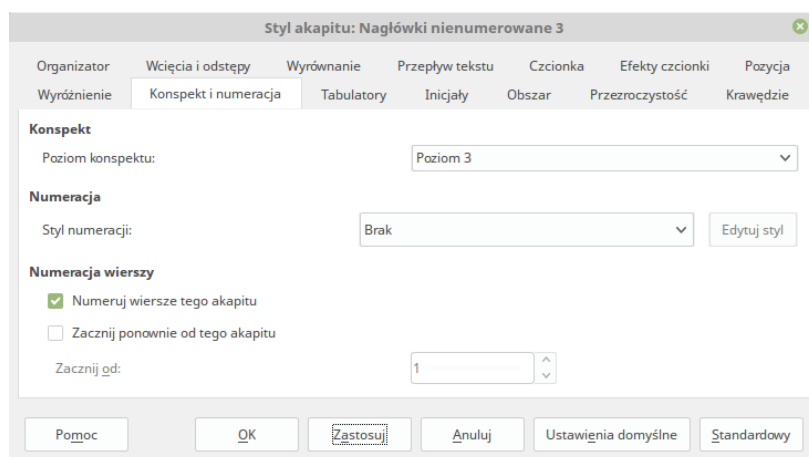 Styl akapitu: Nagłówki nienumerowane 3
Organizator Wcięcia i odstępy Wyrównanie Przepływ tekstu Czcionka Efekty czcionki Pozycja
Wyróżnienie Konspekt i numeracja Tabulatory Inicjały Obszar Przezroczystość Krawędzie
Konspekt
Poziom konspektu: Poziom 3
Numeracja
Styl numeracji: Brak Edytuj styl
Numeracja wierszy
Numeruj wiersze tego akapitu
Zacznij ponownie od tego akapitu
Zacznij od: 1
Pomoc OK Zastosuj Anuluj Ustawienia domyślne Standardowy